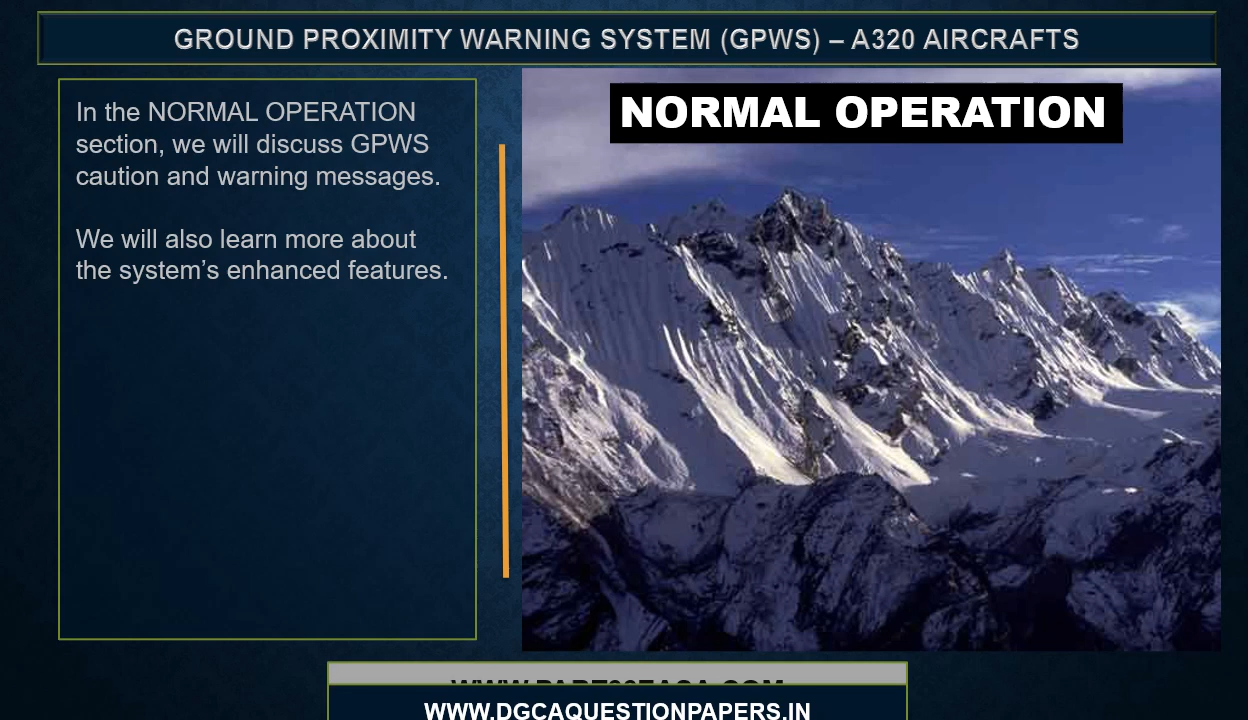 GROUND PROXIMITY WARNING SYSTEM (GPWS) – A320 AIRCRAFTS
In the NORMAL OPERATION
section, we will discuss GPWS
caution and warning messages.
We will also learn more about
the system’s enhanced features.
NORMAL OPERATION
WWW.DGCAQUESTIONPAPERS.IN